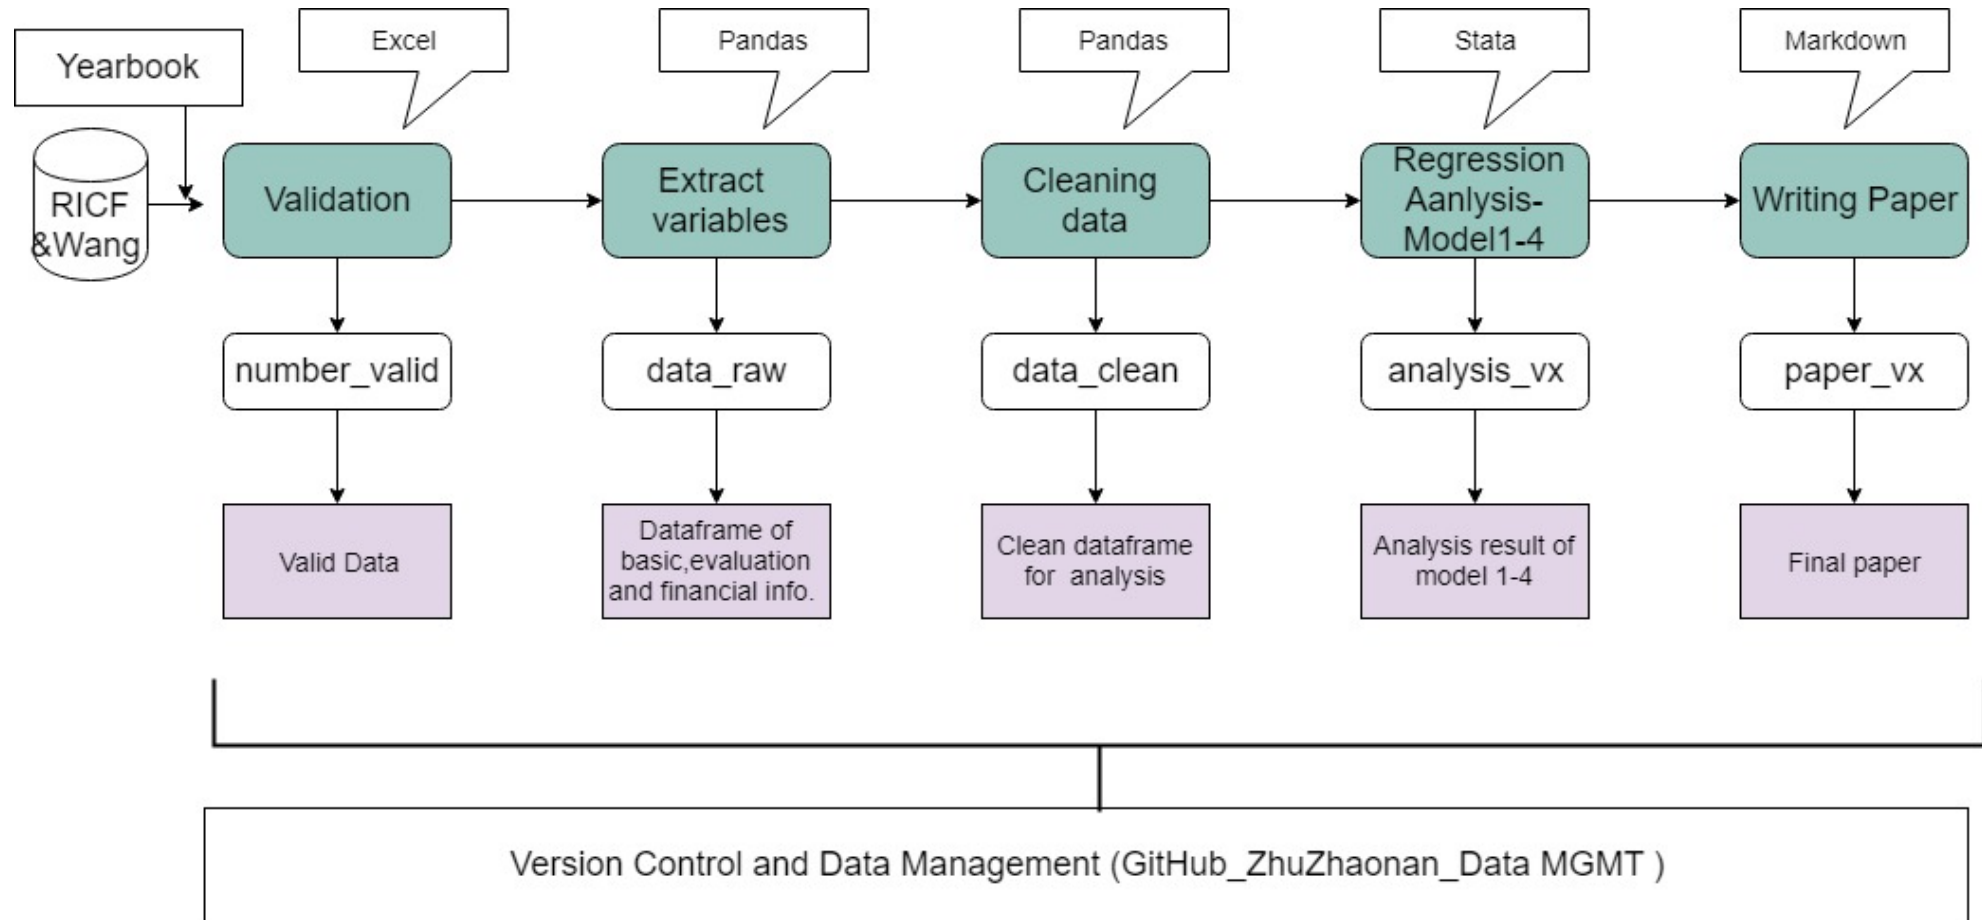 Yearbook
Excel
Pandas
Pandas
Stata
Markdown
RICF
&Wang
Validation
Extract
variables
Cleaning
data
Regression
Aanlysis-
Model1-4
Writing Paper
number_valid
data_raw
data_clean
analysis_vx
paper_vx
Valid Data
Dataframe of
basic,evaluation
and financial info.
Clean dataframe
for analysis
Analysis result of
model 1-4
Final paper
Version Control and Data Management (GitHub_ZhuZhaonan_Data MGMT )